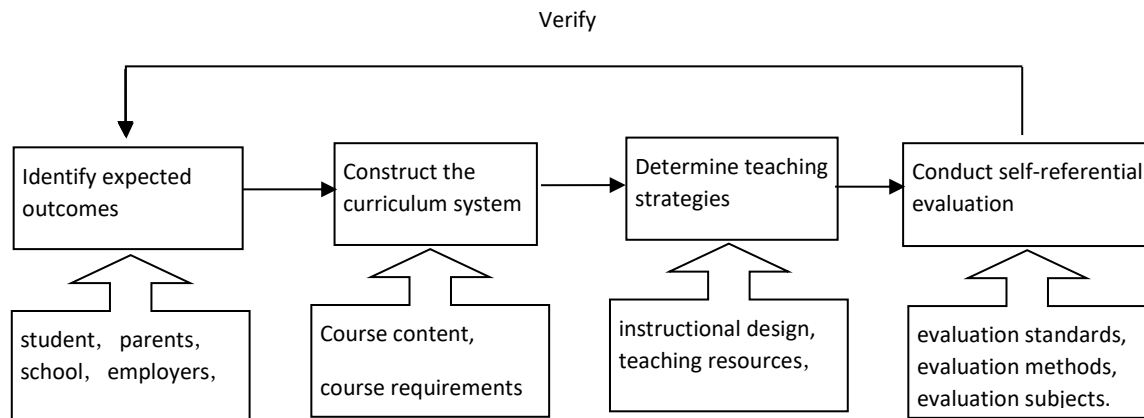 Verify
Identify expected
outcomes
Construct the
curriculum system
Determine teaching
strategies
Conduct self-referential
evaluation
student， parents，
school， employers，
Course content,
course requirements
instructional design,
teaching resources，
evaluation standards,
evaluation methods,
evaluation subjects.